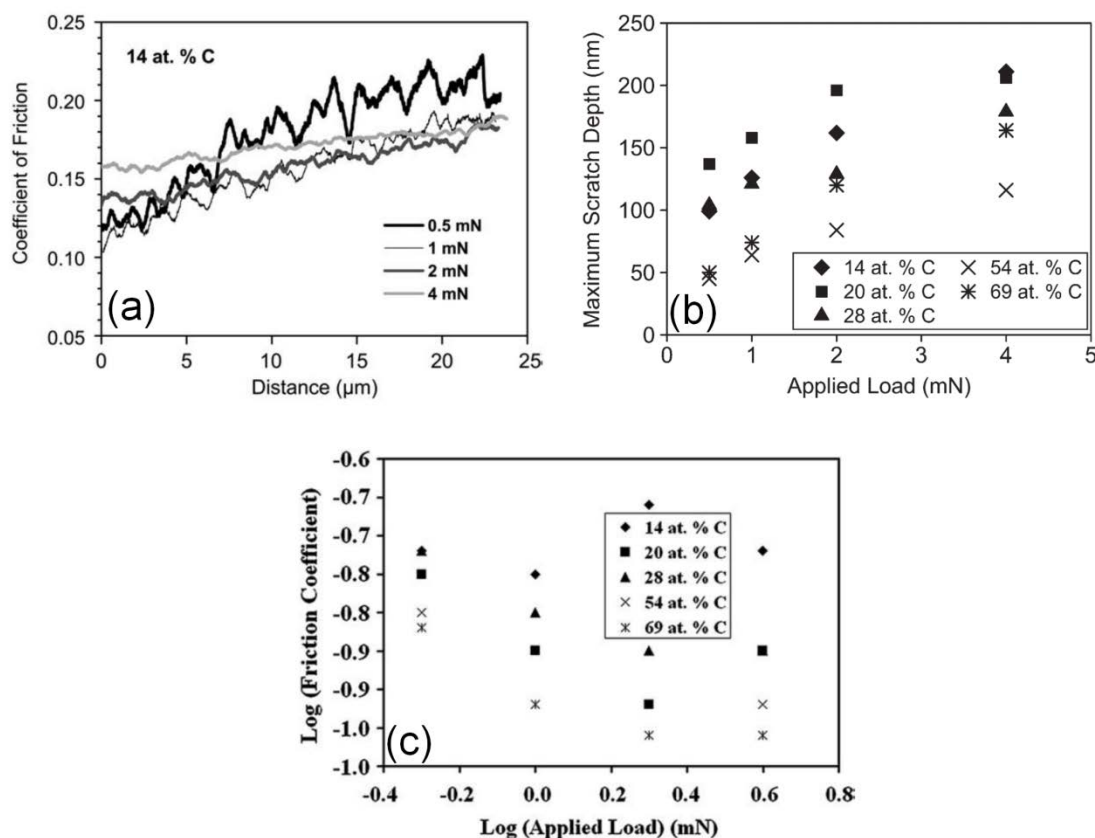 0.25
0.20
0.15
0.10
0.05
Coefficient of Friction
14 at. % C
0.5 mN
1 mN
2 mN
4 mN
(a)
0 5 10 15 20 25
Distance (μm)
250
200
150
100
50
0
Maximum Scratch Depth (nm)
14 at. % C
20 at. % C
28 at. % C
54 at. % C
69 at. % C
(b)
0 1 2 3 4 5
Applied Load (mN)
-0.6
-0.7
-0.7
-0.8
-0.8
-0.9
-0.9
-1.0
-1.0
Log (Friction Coefficient)
14 at. % C
20 at. % C
28 at. % C
54 at. % C
69 at. % C
(c)
-0.4 -0.2 0.0 0.2 0.4 0.6 0.8
Log (Applied Load) (mN)